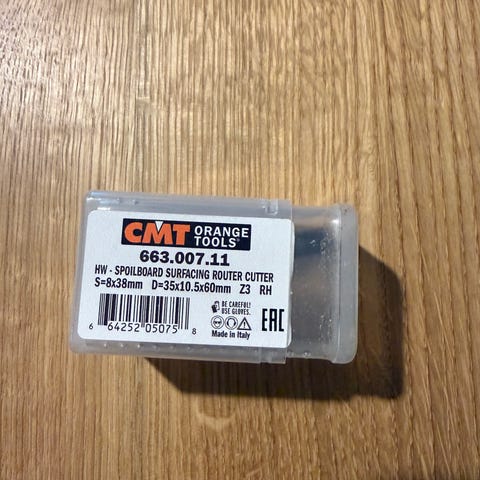 CMT ORANGE TOOLS®
663.007.11
HW - SPOILBOARD SURFACING ROUTER CUTTER
S=8x38mm D=35x10.5x60mm Z3 RH
BE CAREFUL!
USE GLOVES.
EAC
6 64252 05075 8
Made in Italy